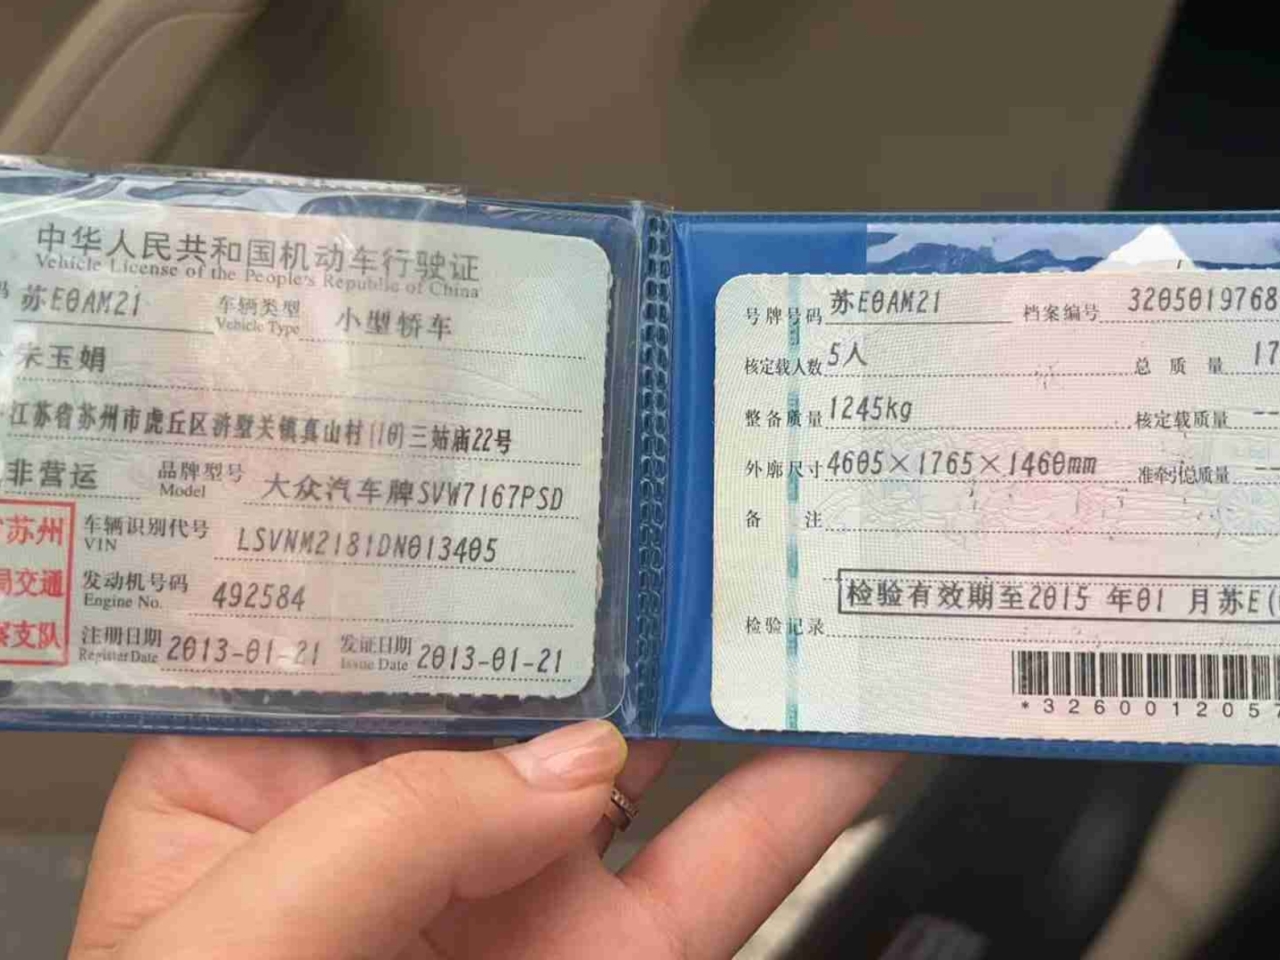 中华人民共和国机动车行驶证
Vehicle License of the People's Republic of China
苏E0AM21 车辆类型 小型轿车
Vehicle Type
朱玉娟
江苏省苏州市虎丘区浒墅关镇真山村(10)三姑庙22号
非营运 品牌型号 大众汽车牌SVW7167PSD
Model
苏州
局交通
察支队
车辆识别代号 LSVNM2181DN013405
VIN
发动机号码 492584
Engine No.
注册日期 2013-01-21 发证日期 2013-01-21
Register Date Issue Date
号牌号码 苏E0AM21 档案编号 3205019768
核定载人数 5人 总质量 17
整备质量 1245kg 核定载质量 --
外廓尺寸 4605×1765×1460mm 准牵引总质量
备注
检验有效期至2015 年01 月苏E(
检验记录
*3260012057